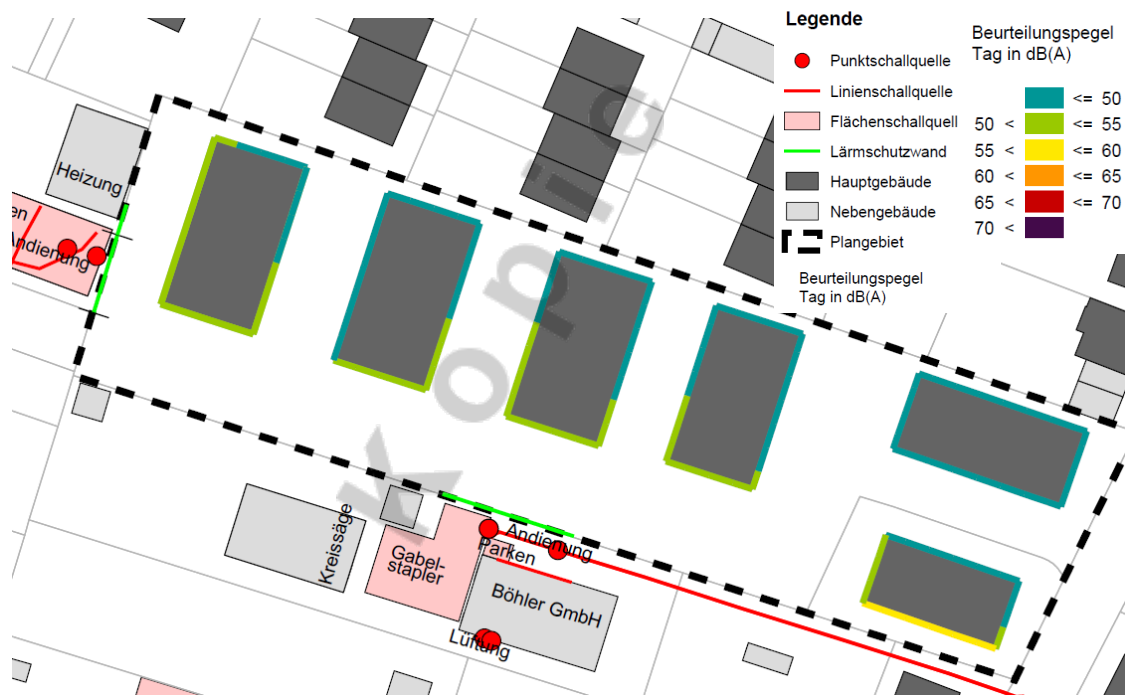 Legende
Punktschallquelle
Linienschallquelle
Flächenschallquell
Lärmschutzwand
Hauptgebäude
Nebengebäude
Plangebiet
Beurteilungspegel
Tag in dB(A)
<= 50
50 < <= 55
55 < <= 60
60 < <= 65
65 < <= 70
70 <
Beurteilungspegel
Tag in dB(A)
Heizung
en
Andienung
Kopie
Kreissäge
Gabel-
stapler
Parken
Andienung
Böhler GmbH
Lüftung